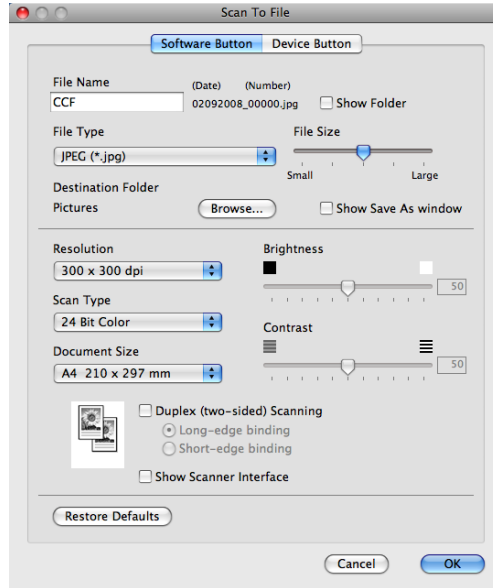 Scan To File
Software Button Device Button
File Name (Date) (Number)
CCF 02092008_00000.jpg Show Folder
File Type File Size
JPEG (*.jpg)
Small Large
Destination Folder
Pictures Browse... Show Save As window
Resolution Brightness
300 x 300 dpi 50
Scan Type
24 Bit Color Contrast
Document Size
A4 210 x 297 mm 50
Duplex (two-sided) Scanning
Long-edge binding
Short-edge binding
Show Scanner Interface
Restore Defaults
Cancel OK